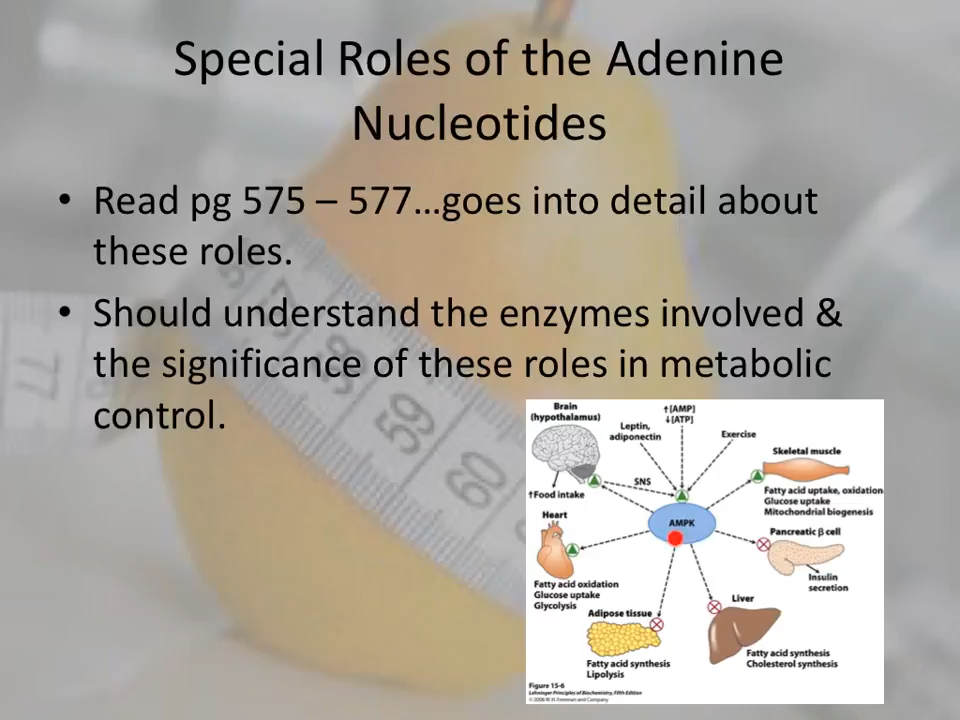 Special Roles of the Adenine
Nucleotides
• Read pg 575 – 577...goes into detail about
these roles.
• Should understand the enzymes involved &
the significance of these roles in metabolic
control.
Brain
(hypothalamus)
↑[AMP]
↓[ATP]
Leptin,
adiponectin
Exercise
Skeletal muscle
SNS
↑Food intake
Fatty acid uptake, oxidation
Glucose uptake
Mitochondrial biogenesis
Heart
AMPK
Pancreatic β cell
Insulin
secretion
Fatty acid oxidation
Glucose uptake
Glycolysis
Adipose tissue
Liver
Fatty acid synthesis
Lipolysis
Fatty acid synthesis
Cholesterol synthesis
Figure 15-6
Lehninger Principles of Biochemistry, Fifth Edition
© 2008 W. H. Freeman and Company
77
57
58
59
60